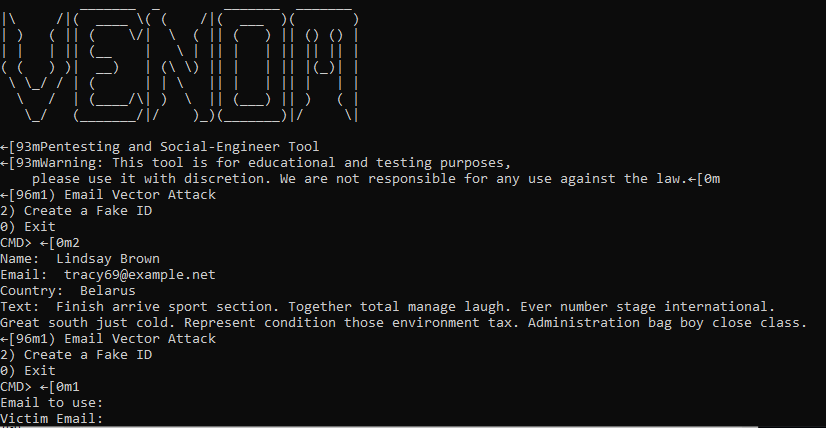 VENOM
←[93mPentesting and Social-Engineer Tool
←[93mWarning: This tool is for educational and testing purposes,
please use it with discretion. We are not responsible for any use against the law.←[0m
←[96m1) Email Vector Attack
2) Create a Fake ID
0) Exit
CMD> ←[0m2
Name:  Lindsay Brown
Email:  tracy69@example.net
Country:  Belarus
Text:  Finish arrive sport section. Together total manage laugh. Ever number stage international.
Great south just cold. Represent condition those environment tax. Administration bag boy close class.
←[96m1) Email Vector Attack
2) Create a Fake ID
0) Exit
CMD> ←[0m1
Email to use:
Victim Email: